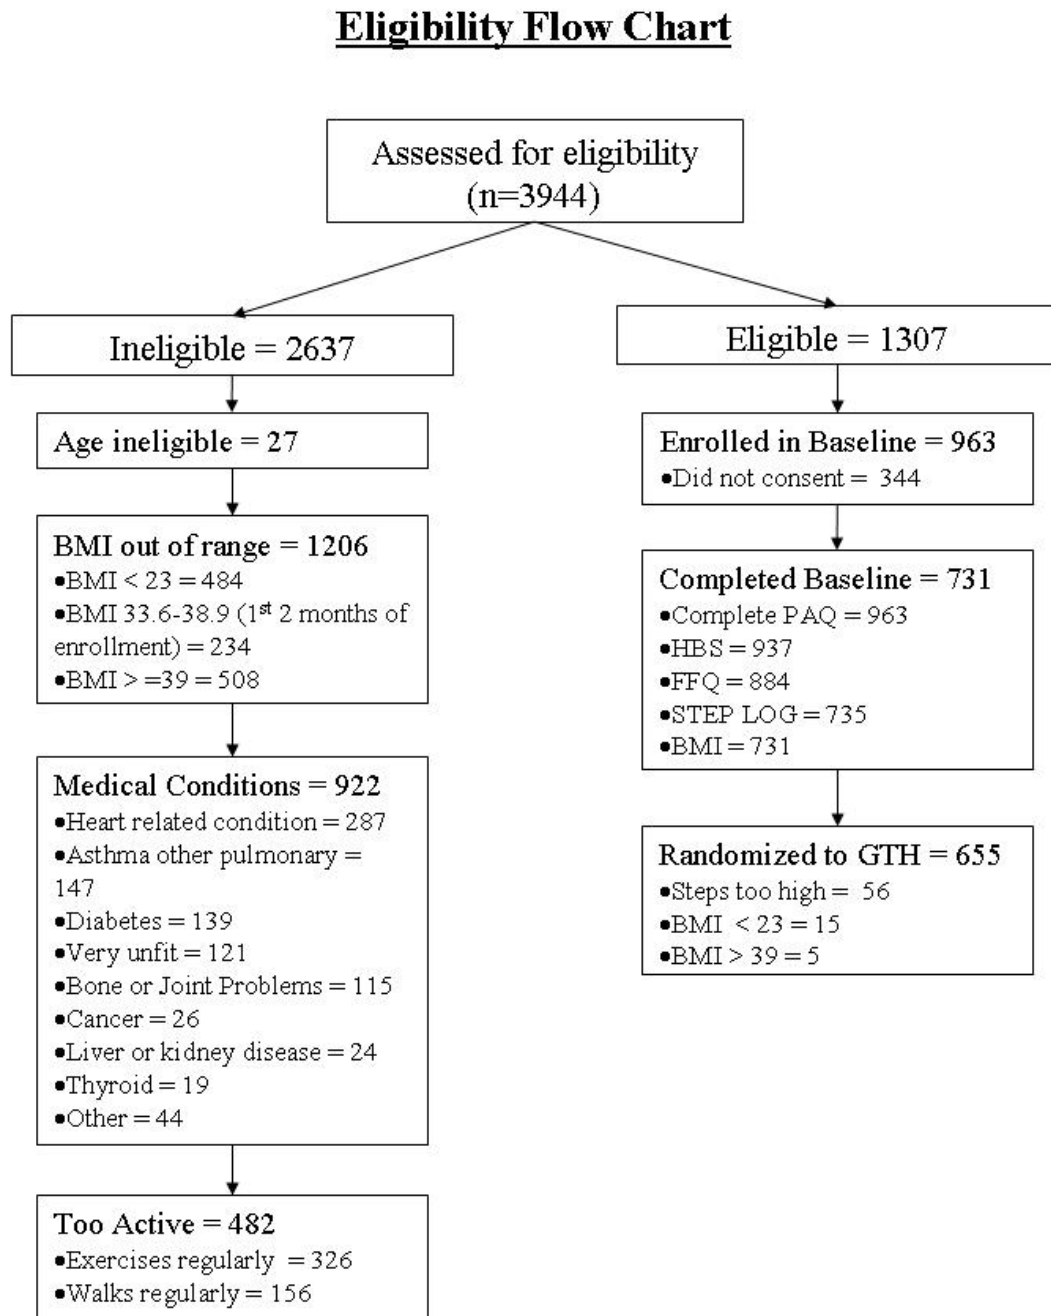 Eligibility Flow Chart
Assessed for eligibility
(n=3944)
Ineligible = 2637
Age ineligible = 27
BMI out of range = 1206
•BMI < 23 = 484
•BMI 33.6-38.9 (1st 2 months of
enrollment) = 234
•BMI > =39 = 508
Medical Conditions = 922
•Heart related condition = 287
•Asthma other pulmonary =
147
•Diabetes = 139
•Very unfit = 121
•Bone or Joint Problems = 115
•Cancer = 26
•Liver or kidney disease = 24
•Thyroid = 19
•Other = 44
Too Active = 482
•Exercises regularly = 326
•Walks regularly = 156
Eligible = 1307
Enrolled in Baseline = 963
•Did not consent = 344
Completed Baseline = 731
•Complete PAQ = 963
•HBS = 937
•FFQ = 884
•STEP LOG = 735
•BMI = 731
Randomized to GTH = 655
•Steps too high = 56
•BMI < 23 = 15
•BMI > 39 = 5